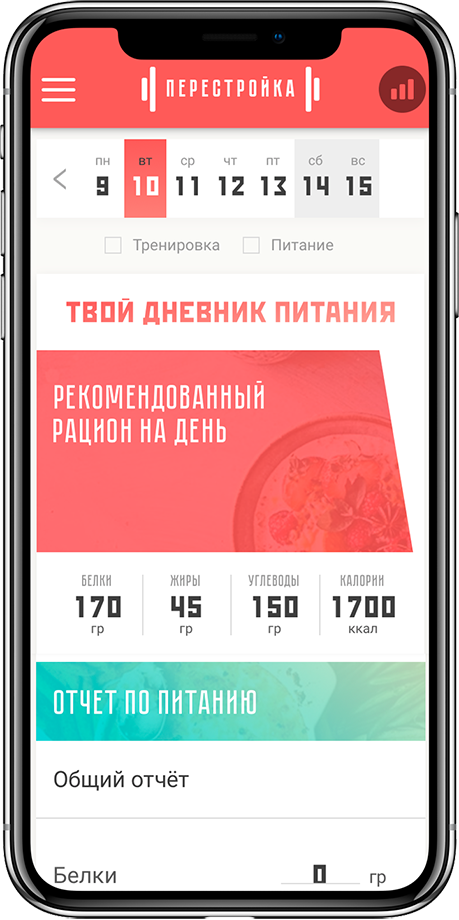 ПЕРЕСТРОЙКА
пн вт ср чт пт сб вс
9 10 11 12 13 14 15
Тренировка Питание
ТВОЙ ДНЕВНИК ПИТАНИЯ
РЕКОМЕНДОВАННЫЙ
РАЦИОН НА ДЕНЬ
БЕЛКИ ЖИРЫ УГЛЕВОДЫ КАЛОРИИ
170 45 150 1700
гр гр гр ккал
ОТЧЕТ ПО ПИТАНИЮ
Общий отчёт
Белки 0 гр